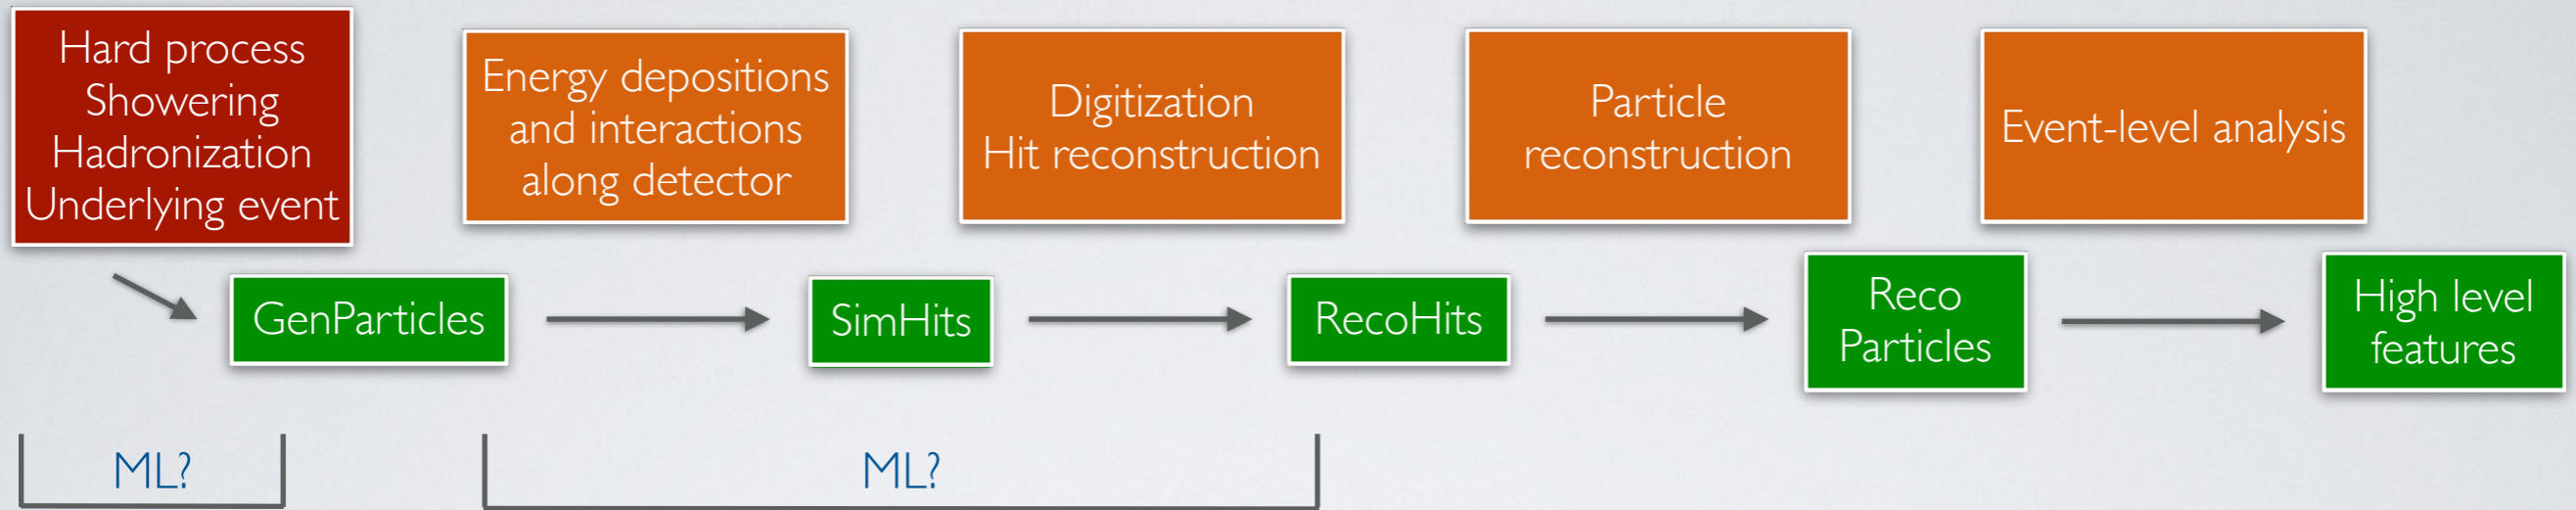 Hard process
Showering
Hadronization
Underlying event
Energy depositions
and interactions
along detector
Digitization
Hit reconstruction
Particle
reconstruction
Event-level analysis
GenParticles
SimHits
RecoHits
Reco
Particles
High level
features
ML?
ML?